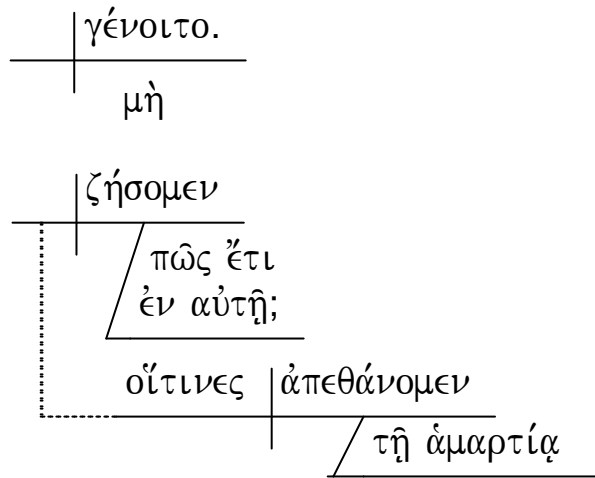 γένοιτο.
μὴ
ζήσομεν
πῶς ἔτι
ἐν αὐτῇ;
οἵτινες ἀπεθάνομεν
τῇ ἁμαρτίᾳ